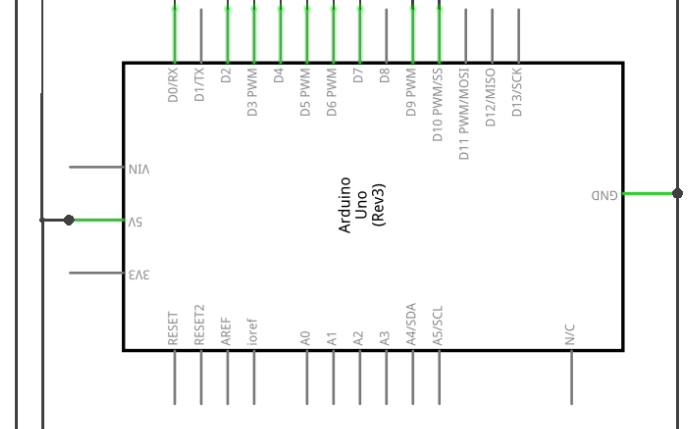 D0/RX
D1/TX
D2
D3 PWM
D4
D5 PWM
D6 PWM
D7
D8
D9 PWM
D10 PWM/SS
D11 PWM/MOSI
D12/MISO
D13/SCK
VIN
5V
3V3
Arduino
Uno
(Rev3)
GND
RESET
RESET2
AREF
ioref
A0
A1
A2
A3
A4/SDA
A5/SCL
N/C